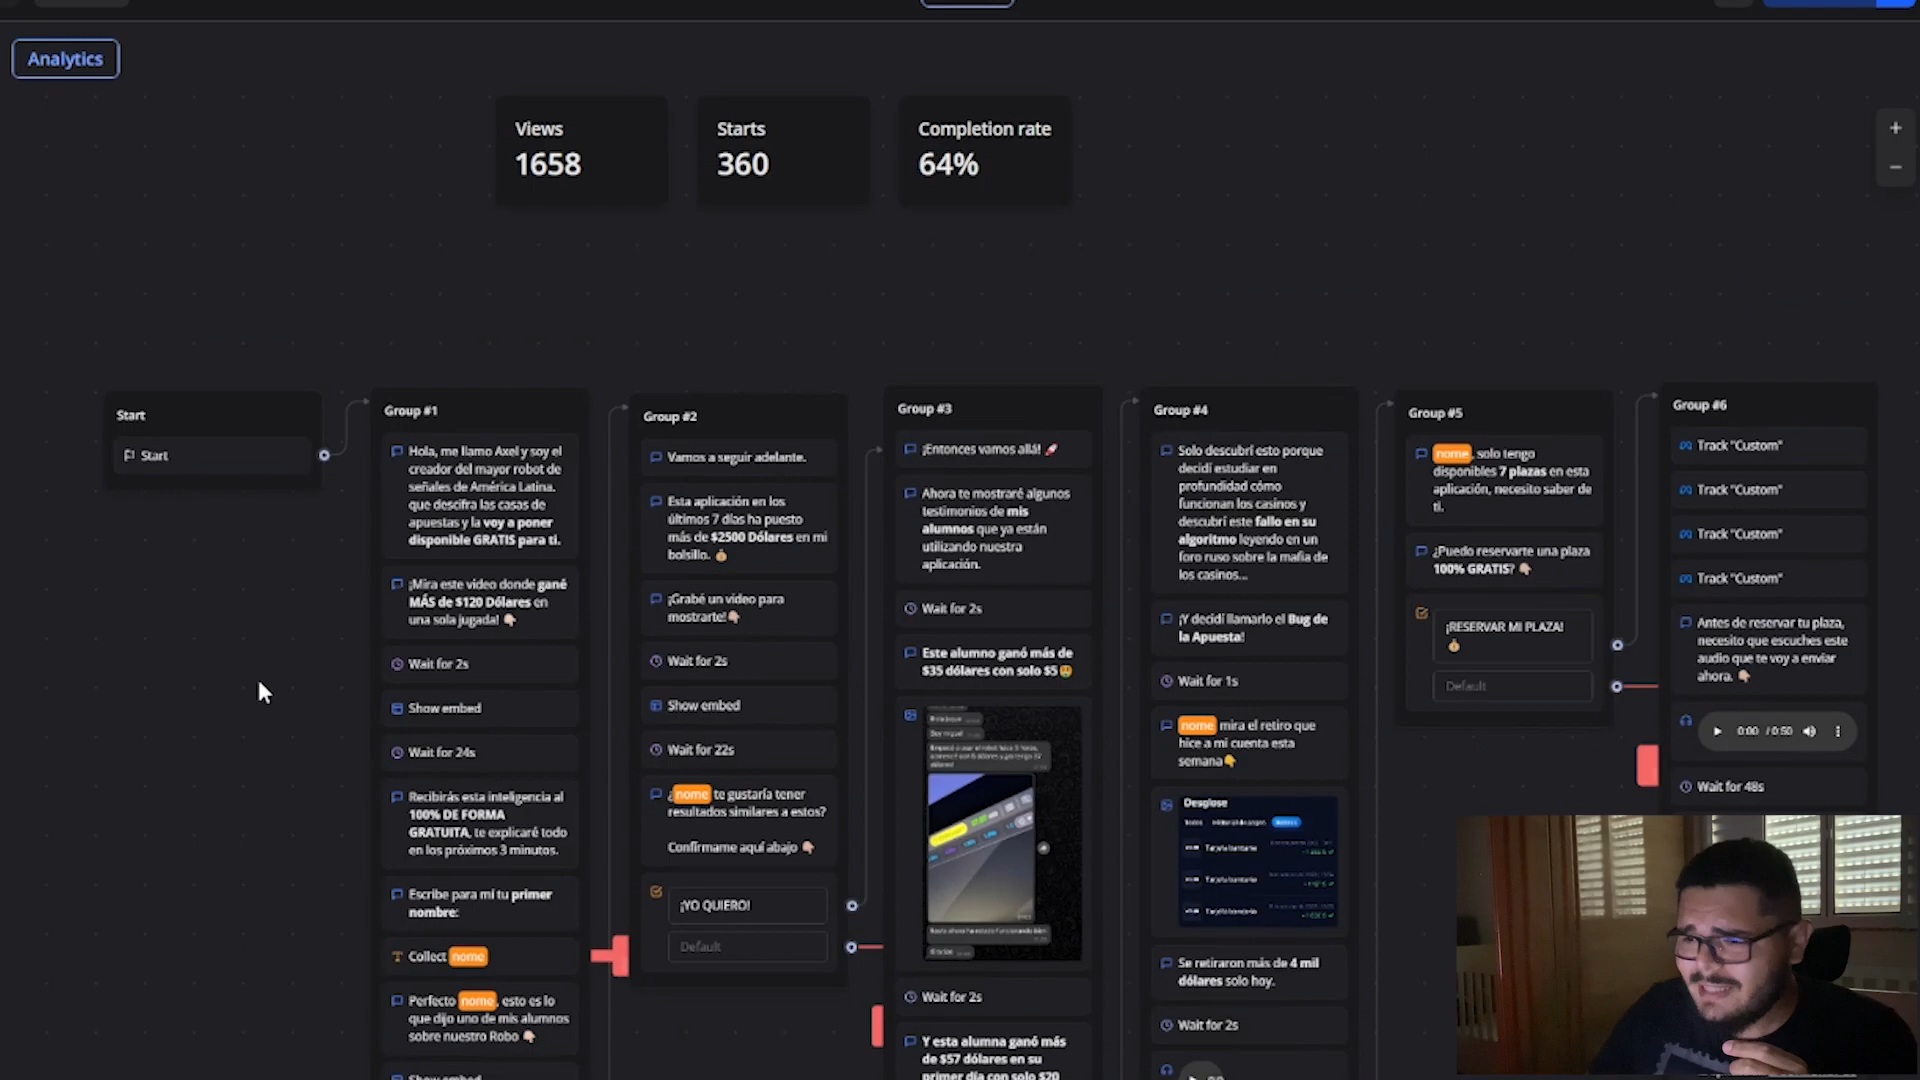 Analytics
Views
1658
Starts
360
Completion rate
64%
Start
Start
Group #1
Hola, me llamo Axel y soy el
creador del mayor robot de
señales de América Latina.
que descifra las casas de
apuestas y la voy a poner
disponible GRATIS para ti.
¡Mira este video donde gané
MÁS de $120 Dólares en
una sola jugada! 👇🏻
Wait for 2s
Show embed
Wait for 24s
Recibirás esta inteligencia al
100% DE FORMA
GRATUITA, te explicaré todo
en los próximos 3 minutos.
Escribe para mí tu primer
nombre:
Collect nome
Perfecto nome, esto es lo
que dijo uno de mis alumnos
sobre nuestro Robo 👇🏻
Show embed
Group #2
Vamos a seguir adelante.
Esta aplicación en los
últimos 7 días ha puesto
más de $2500 Dólares en mi
bolsillo. 💰
¡Grabé un video para
mostrarte!👇🏻
Wait for 2s
Show embed
Wait for 22s
¿nome te gustaría tener
resultados similares a estos?
Confírmame aquí abajo 👇🏻
¡YO QUIERO!
Default
Group #3
¡Entonces vamos allá! 🚀
Ahora te mostraré algunos
testimonios de mis
alumnos que ya están
utilizando nuestra
aplicación.
Wait for 2s
Este alumno ganó más de
$35 dólares con solo $5🤑
Wait for 2s
Y esta alumna ganó más
de $57 dólares en su
primer día con solo $20
Group #4
Solo descubrí esto porque
decidí estudiar en
profundidad cómo
funcionan los casinos y
descubrí este fallo en su
algoritmo leyendo en un
foro ruso sobre la mafia de
los casinos...
¡Y decidí llamarlo el Bug de
la Apuesta!
Wait for 1s
nome mira el retiro que
hice a mi cuenta esta
semana👇
Desglose
Se retiraron más de 4 mil
dólares solo hoy.
Wait for 2s
Group #5
nome, solo tengo
disponibles 7 plazas en esta
aplicación, necesito saber de
ti.
¿Puedo reservarte una plaza
100% GRATIS? 👇🏻
¡RESERVAR MI PLAZA!
💰
Default
Group #6
Track "Custom"
Track "Custom"
Track "Custom"
Track "Custom"
Antes de reservar tu plaza,
necesito que escuches este
audio que te voy a enviar
ahora. 👇🏻
0:00 / 0:50
Wait for 48s